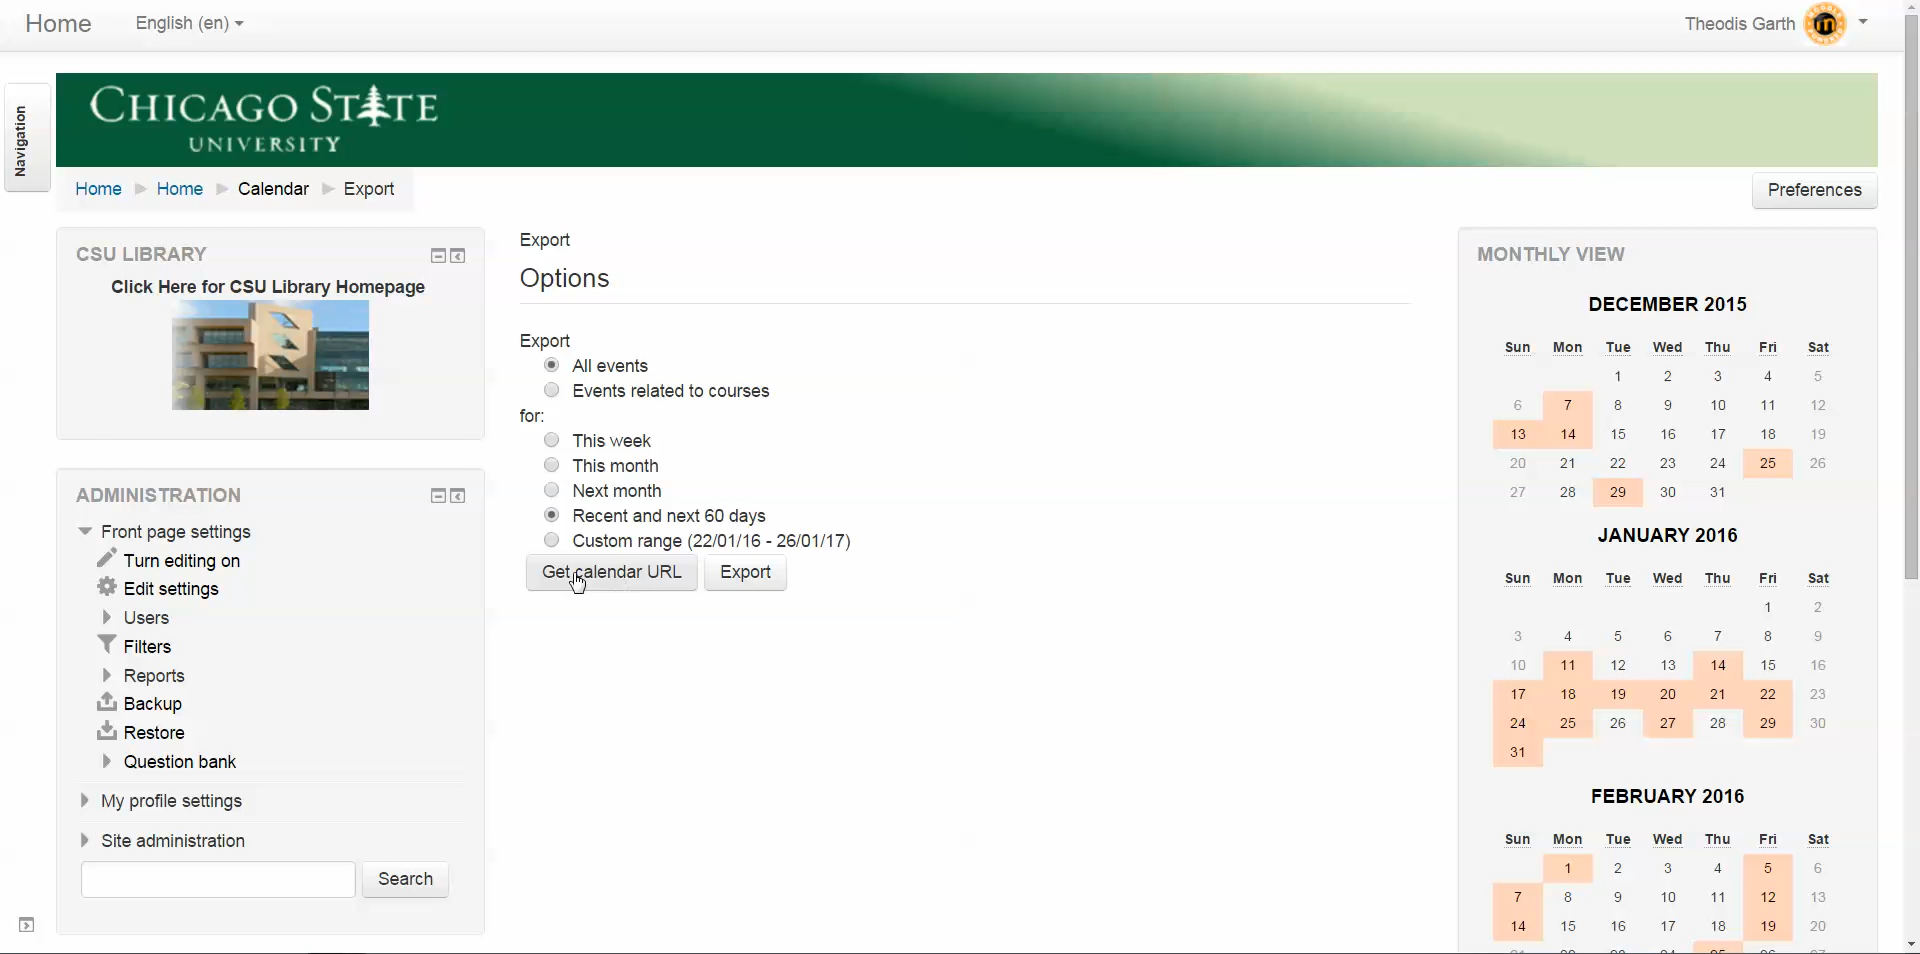 Home
English (en)
Theodis Garth
Navigation
CHICAGO STATE
UNIVERSITY
Home Home Calendar Export
Preferences
CSU LIBRARY
Click Here for CSU Library Homepage
ADMINISTRATION
Front page settings
Turn editing on
Edit settings
Users
Filters
Reports
Backup
Restore
Question bank
My profile settings
Site administration
Search
Export
Options
Export
All events
Events related to courses
for:
This week
This month
Next month
Recent and next 60 days
Custom range (22/01/16 - 26/01/17)
Get calendar URL Export
MONTHLY VIEW
DECEMBER 2015
Sun Mon Tue Wed Thu Fri Sat
1 2 3 4 5
6 7 8 9 10 11 12
13 14 15 16 17 18 19
20 21 22 23 24 25 26
27 28 29 30 31
JANUARY 2016
Sun Mon Tue Wed Thu Fri Sat
1 2
3 4 5 6 7 8 9
10 11 12 13 14 15 16
17 18 19 20 21 22 23
24 25 26 27 28 29 30
31
FEBRUARY 2016
Sun Mon Tue Wed Thu Fri Sat
1 2 3 4 5 6
7 8 9 10 11 12 13
14 15 16 17 18 19 20